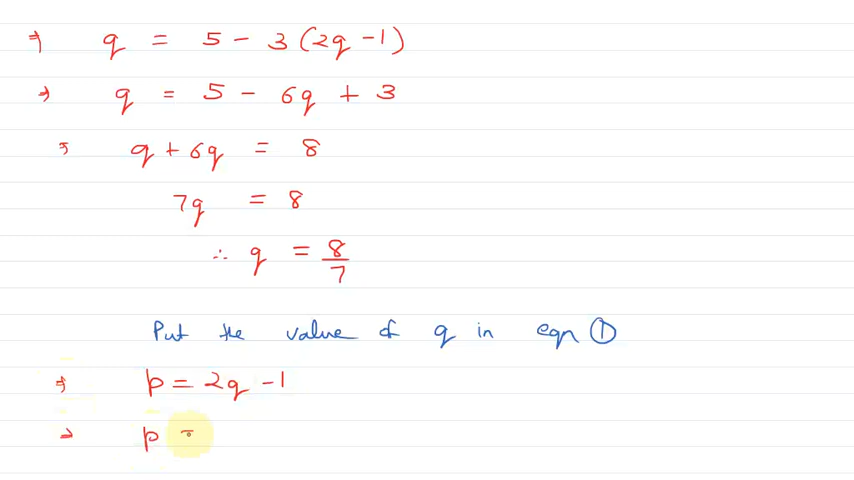 ⇒ q = 5 - 3(2q - 1)
⇒ q = 5 - 6q + 3
⇒ q + 6q = 8
7q = 8
∴ q = 8/7
Put the value of q in eqn ①
⇒ p = 2q - 1
⇒ p =